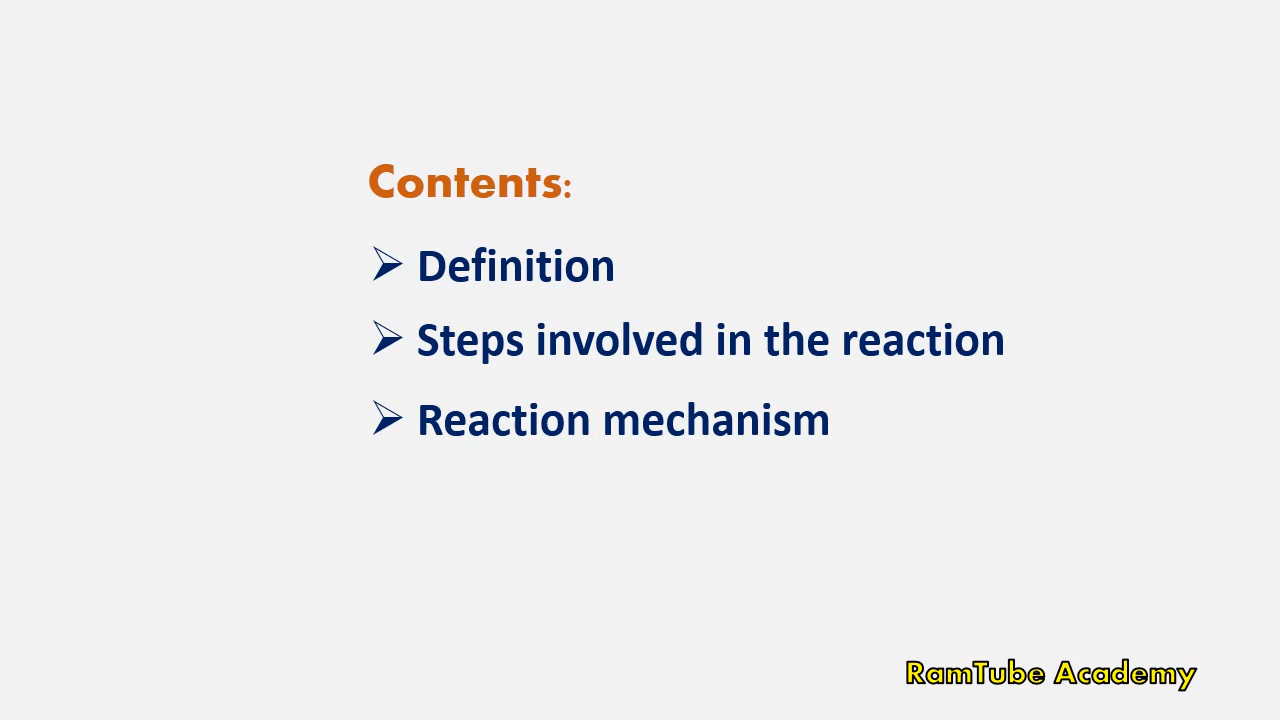 Contents:
➢ Definition
➢ Steps involved in the reaction
➢ Reaction mechanism
RamTube Academy